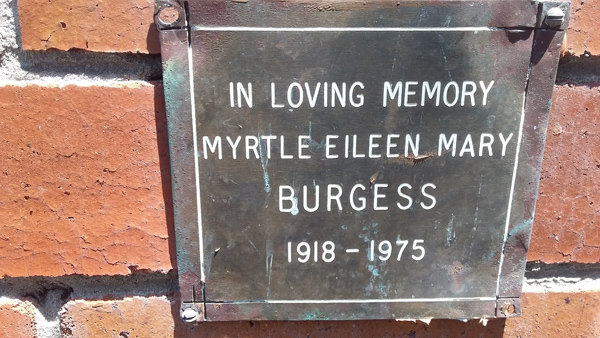 IN LOVING MEMORY
MYRTLE EILEEN MARY
BURGESS
1918 - 1975